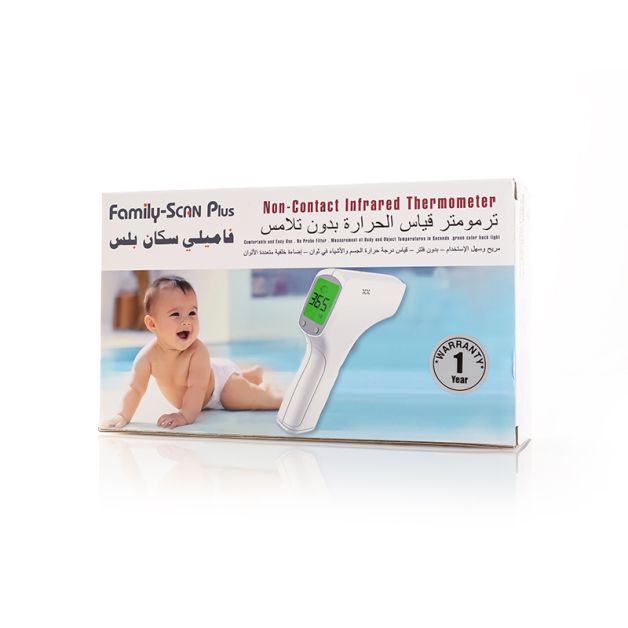 Family-Scan Plus
فاميلي سكان بلس
Non-Contact Infrared Thermometer
ترمومتر قياس الحرارة بدون تلامس
Comfortable and Easy Use . No Probe Filter . Measurement of Body and Object Temperatures in Seconds .green color back light
مريح وسهل الإستخدام – بدون فلتر – قياس درجة حرارة الجسم والأشياء في ثوان – إضاءة خلفية متعددة الألوان
36.5
WARRANTY
1
Year